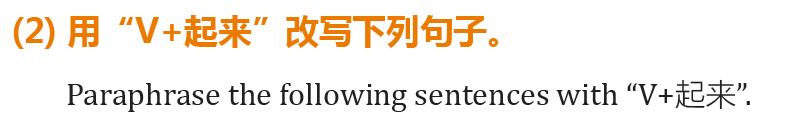 (2) 用“V+起来”改写下列句子。
Paraphrase the following sentences with “V+起来”.